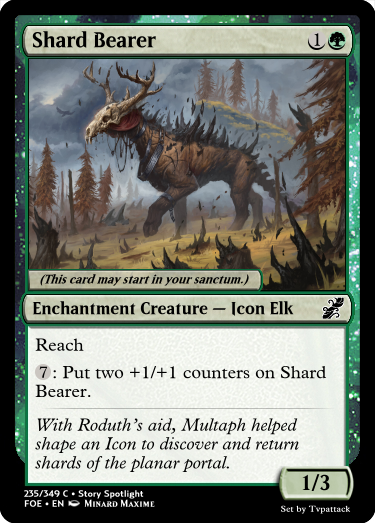 Shard Bearer 1
(This card may start in your sanctum.)
Enchantment Creature — Icon Elk
Reach
7: Put two +1/+1 counters on Shard
Bearer.
With Roduth's aid, Multaph helped
shape an Icon to discover and return
shards of the planar portal.
1/3
235/349 C • Story Spotlight
FOE • EN Minard Maxime
Set by Tvpattack